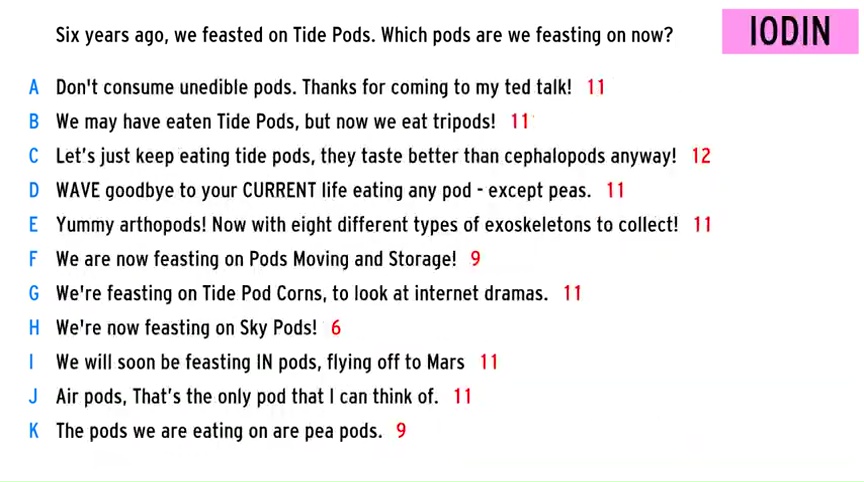 Six years ago, we feasted on Tide Pods. Which pods are we feasting on now?
IODIN
A Don't consume unedible pods. Thanks for coming to my ted talk! 11
B We may have eaten Tide Pods, but now we eat tripods! 11
C Let's just keep eating tide pods, they taste better than cephalopods anyway! 12
D WAVE goodbye to your CURRENT life eating any pod - except peas. 11
E Yummy arthopods! Now with eight different types of exoskeletons to collect! 11
F We are now feasting on Pods Moving and Storage! 9
G We're feasting on Tide Pod Corns, to look at internet dramas. 11
H We're now feasting on Sky Pods! 6
I We will soon be feasting IN pods, flying off to Mars 11
J Air pods, That's the only pod that I can think of. 11
K The pods we are eating on are pea pods. 9